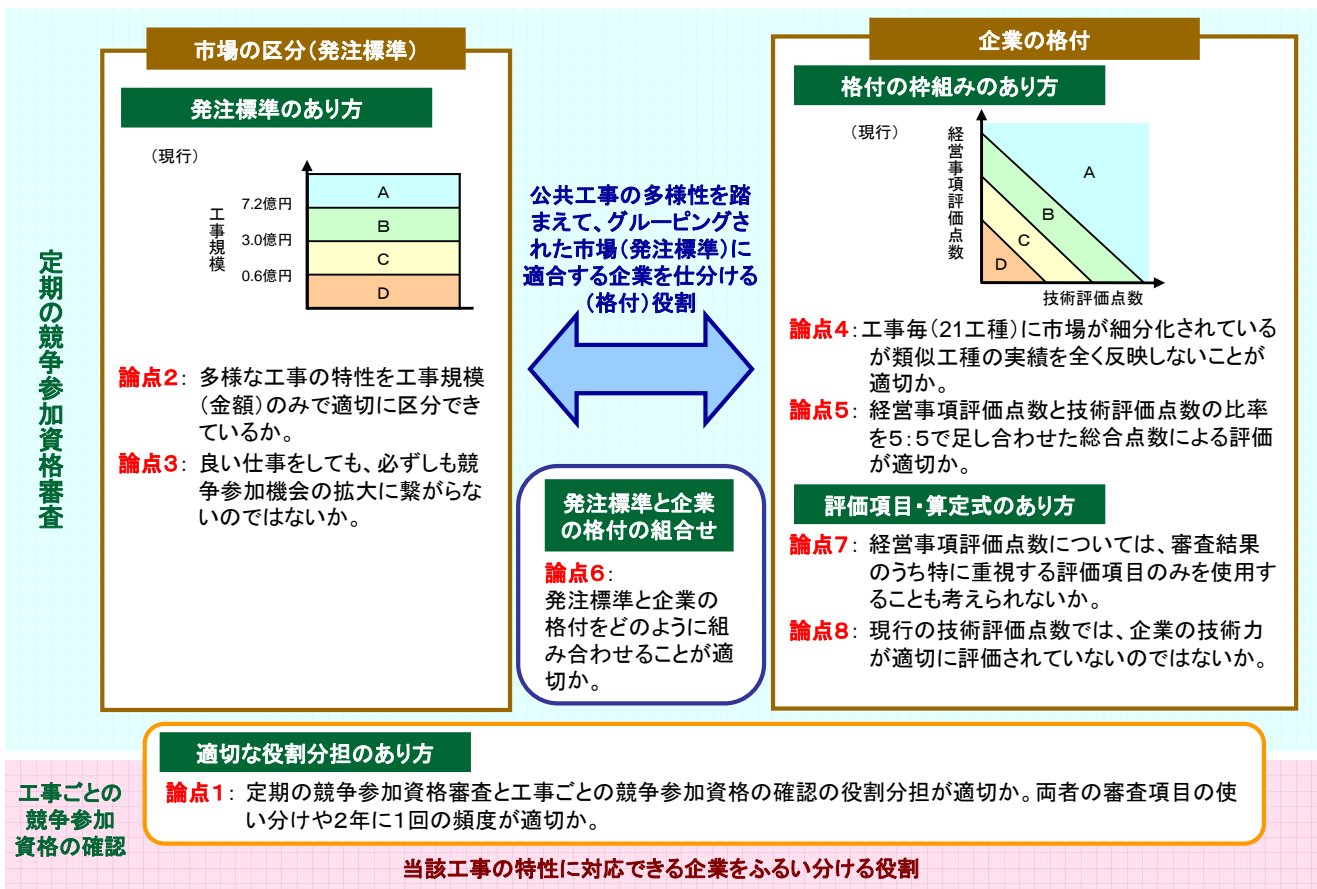 定期の競争参加資格審査
市場の区分(発注標準)
発注標準のあり方
(現行)
工事規模
7.2億円
3.0億円
0.6億円
A
B
C
D
論点2: 多様な工事の特性を工事規模
(金額)のみで適切に区分でき
ているか。
論点3: 良い仕事をしても、必ずしも競
争参加機会の拡大に繋がらな
いのではないか。
公共工事の多様性を踏
まえて、グルーピングさ
れた市場(発注標準)に
適合する企業を仕分ける
(格付)役割
発注標準と企業
の格付の組合せ
論点6:
発注標準と企業の
格付をどのように組
み合わせることが適
切か。
企業の格付
格付の枠組みのあり方
(現行)
経営事項評価点数
A
B
C
D
技術評価点数
論点4:工事毎(21工種)に市場が細分化されている
が類似工種の実績を全く反映しないことが
適切か。
論点5: 経営事項評価点数と技術評価点数の比率
を5:5で足し合わせた総合点数による評価
が適切か。
評価項目・算定式のあり方
論点7: 経営事項評価点数については、審査結果
のうち特に重視する評価項目のみを使用す
ることも考えられないか。
論点8: 現行の技術評価点数では、企業の技術力
が適切に評価されていないのではないか。
適切な役割分担のあり方
工事ごとの
競争参加
資格の確認
論点1: 定期の競争参加資格審査と工事ごとの競争参加資格の確認の役割分担が適切か。両者の審査項目の使
い分けや2年に1回の頻度が適切か。
当該工事の特性に対応できる企業をふるい分ける役割